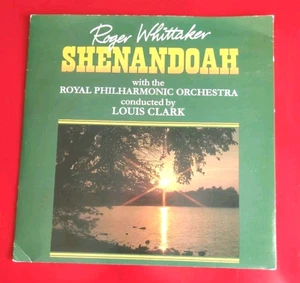 Roger Whittaker
SHENANDOAH
with the
ROYAL PHILHARMONIC ORCHESTRA
conducted by
LOUIS CLARK